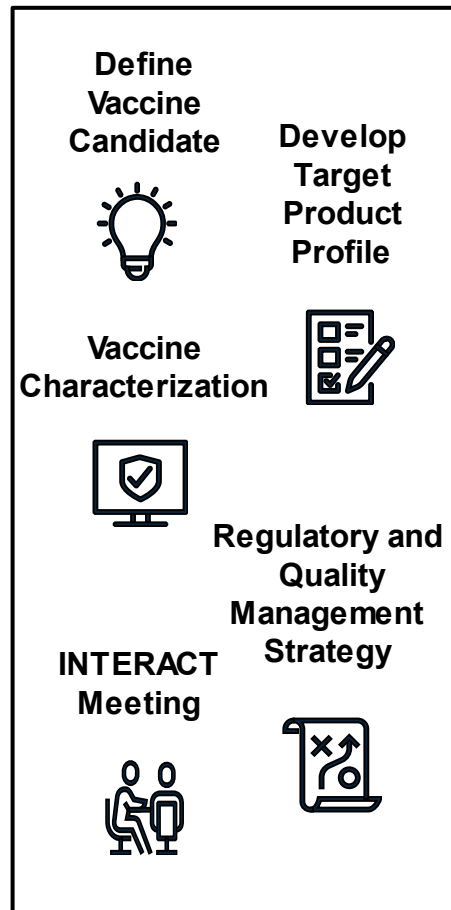 Define
Vaccine
Candidate
Develop
Target
Product
Profile
Vaccine
Characterization
Regulatory and
Quality
Management
Strategy
INTERACT
Meeting